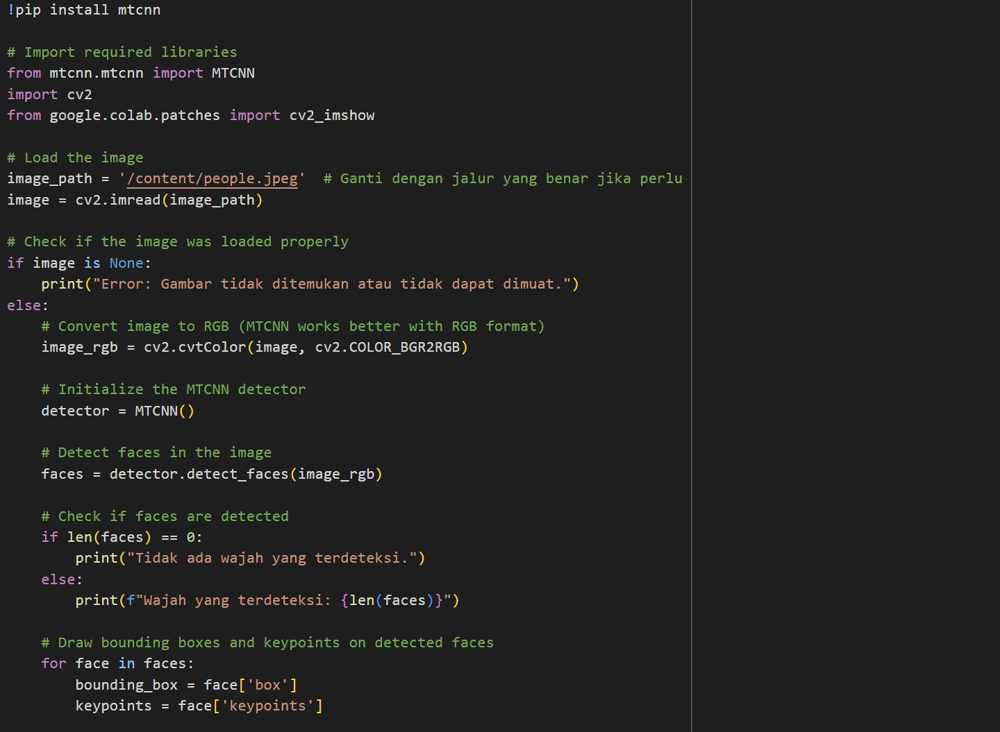 !pip install mtcnn
# Import required libraries
from mtcnn.mtcnn import MTCNN
import cv2
from google.colab.patches import cv2_imshow
# Load the image
image_path = '/content/people.jpeg'  # Ganti dengan jalur yang benar jika perlu
image = cv2.imread(image_path)
# Check if the image was loaded properly
if image is None:
    print("Error: Gambar tidak ditemukan atau tidak dapat dimuat.")
else:
    # Convert image to RGB (MTCNN works better with RGB format)
    image_rgb = cv2.cvtColor(image, cv2.COLOR_BGR2RGB)
    # Initialize the MTCNN detector
    detector = MTCNN()
    # Detect faces in the image
    faces = detector.detect_faces(image_rgb)
    # Check if faces are detected
    if len(faces) == 0:
        print("Tidak ada wajah yang terdeteksi.")
    else:
        print(f"Wajah yang terdeteksi: {len(faces)}")
    # Draw bounding boxes and keypoints on detected faces
    for face in faces:
        bounding_box = face['box']
        keypoints = face['keypoints']